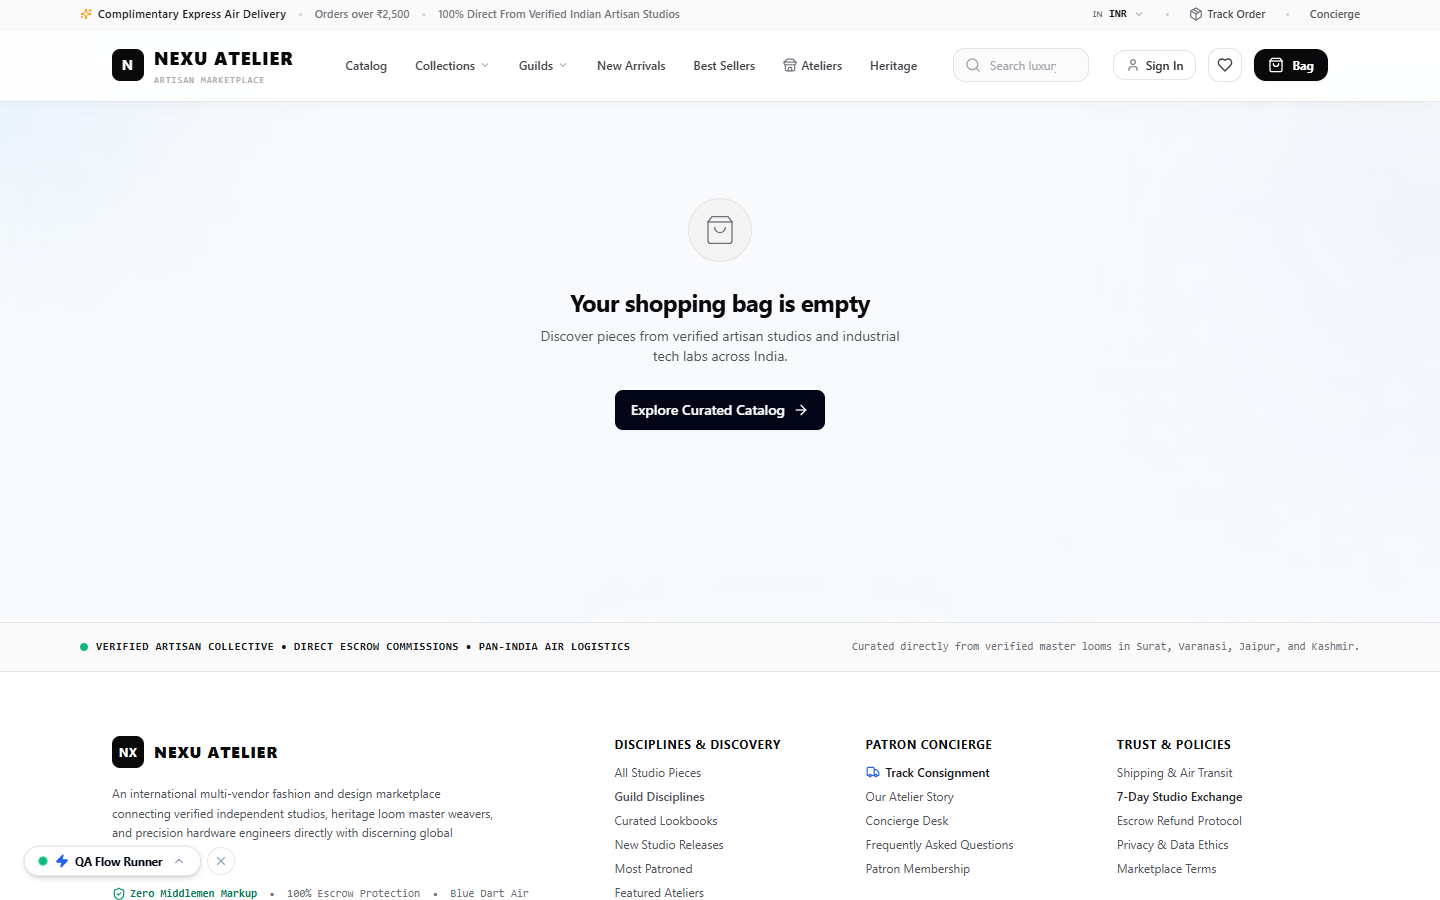 Complimentary Express Air Delivery • Orders over ₹2,500 • 100% Direct From Verified Indian Artisan Studios
IN INR • Track Order • Concierge
N NEXU ATELIER
ARTISAN MARKETPLACE
Catalog Collections Guilds New Arrivals Best Sellers Ateliers Heritage
Search luxur
Sign In
Bag
Your shopping bag is empty
Discover pieces from verified artisan studios and industrial
tech labs across India.
Explore Curated Catalog
VERIFIED ARTISAN COLLECTIVE • DIRECT ESCROW COMMISSIONS • PAN-INDIA AIR LOGISTICS
Curated directly from verified master looms in Surat, Varanasi, Jaipur, and Kashmir.
NX NEXU ATELIER
An international multi-vendor fashion and design marketplace
connecting verified independent studios, heritage loom master weavers,
and precision hardware engineers directly with discerning global
QA Flow Runner
Zero Middlemen Markup • 100% Escrow Protection • Blue Dart Air
DISCIPLINES & DISCOVERY
All Studio Pieces
Guild Disciplines
Curated Lookbooks
New Studio Releases
Most Patroned
Featured Ateliers
PATRON CONCIERGE
Track Consignment
Our Atelier Story
Concierge Desk
Frequently Asked Questions
Patron Membership
TRUST & POLICIES
Shipping & Air Transit
7-Day Studio Exchange
Escrow Refund Protocol
Privacy & Data Ethics
Marketplace Terms